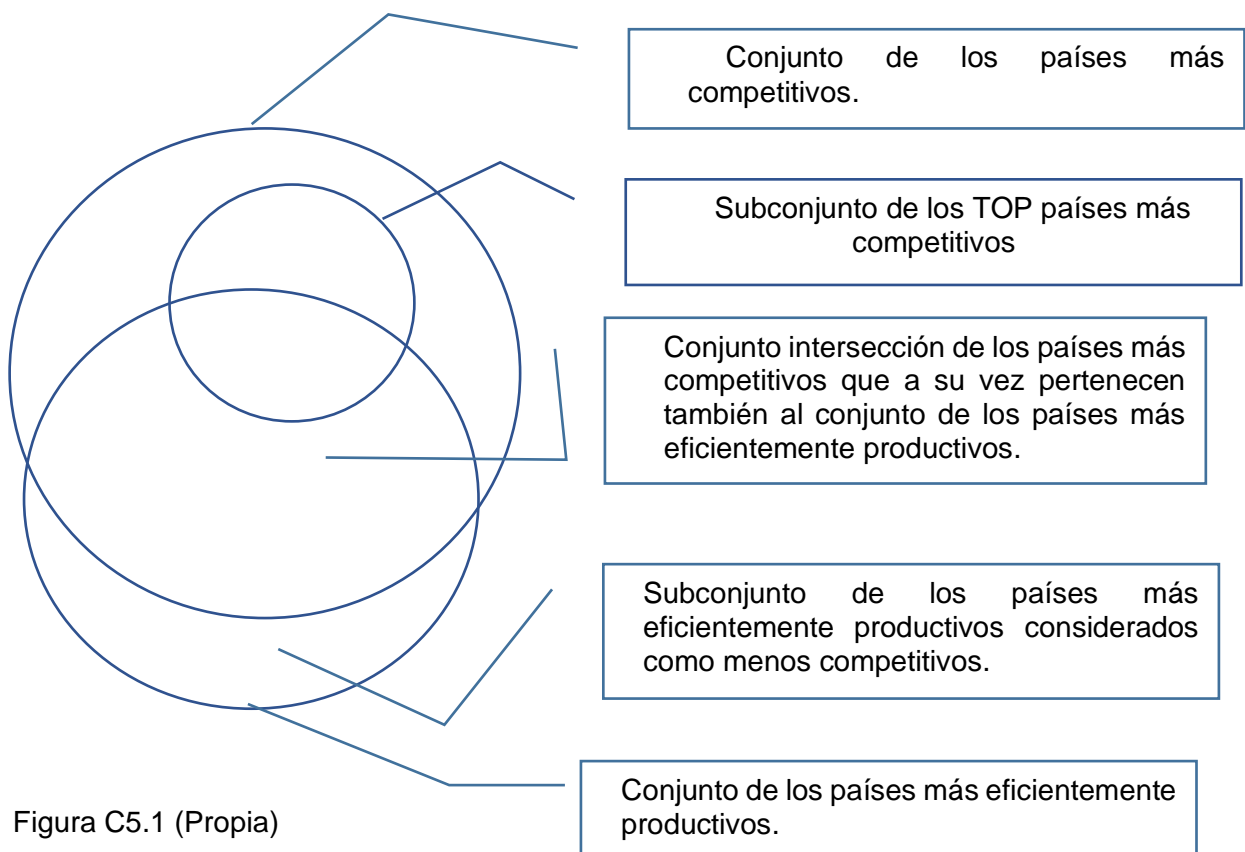 Conjunto de los países más
competitivos.
Subconjunto de los TOP países más
competitivos
Conjunto intersección de los países más
competitivos que a su vez pertenecen
también al conjunto de los países más
eficientemente productivos.
Subconjunto de los países más
eficientemente productivos considerados
como menos competitivos.
Conjunto de los países más eficientemente
productivos.
Figura C5.1 (Propia)